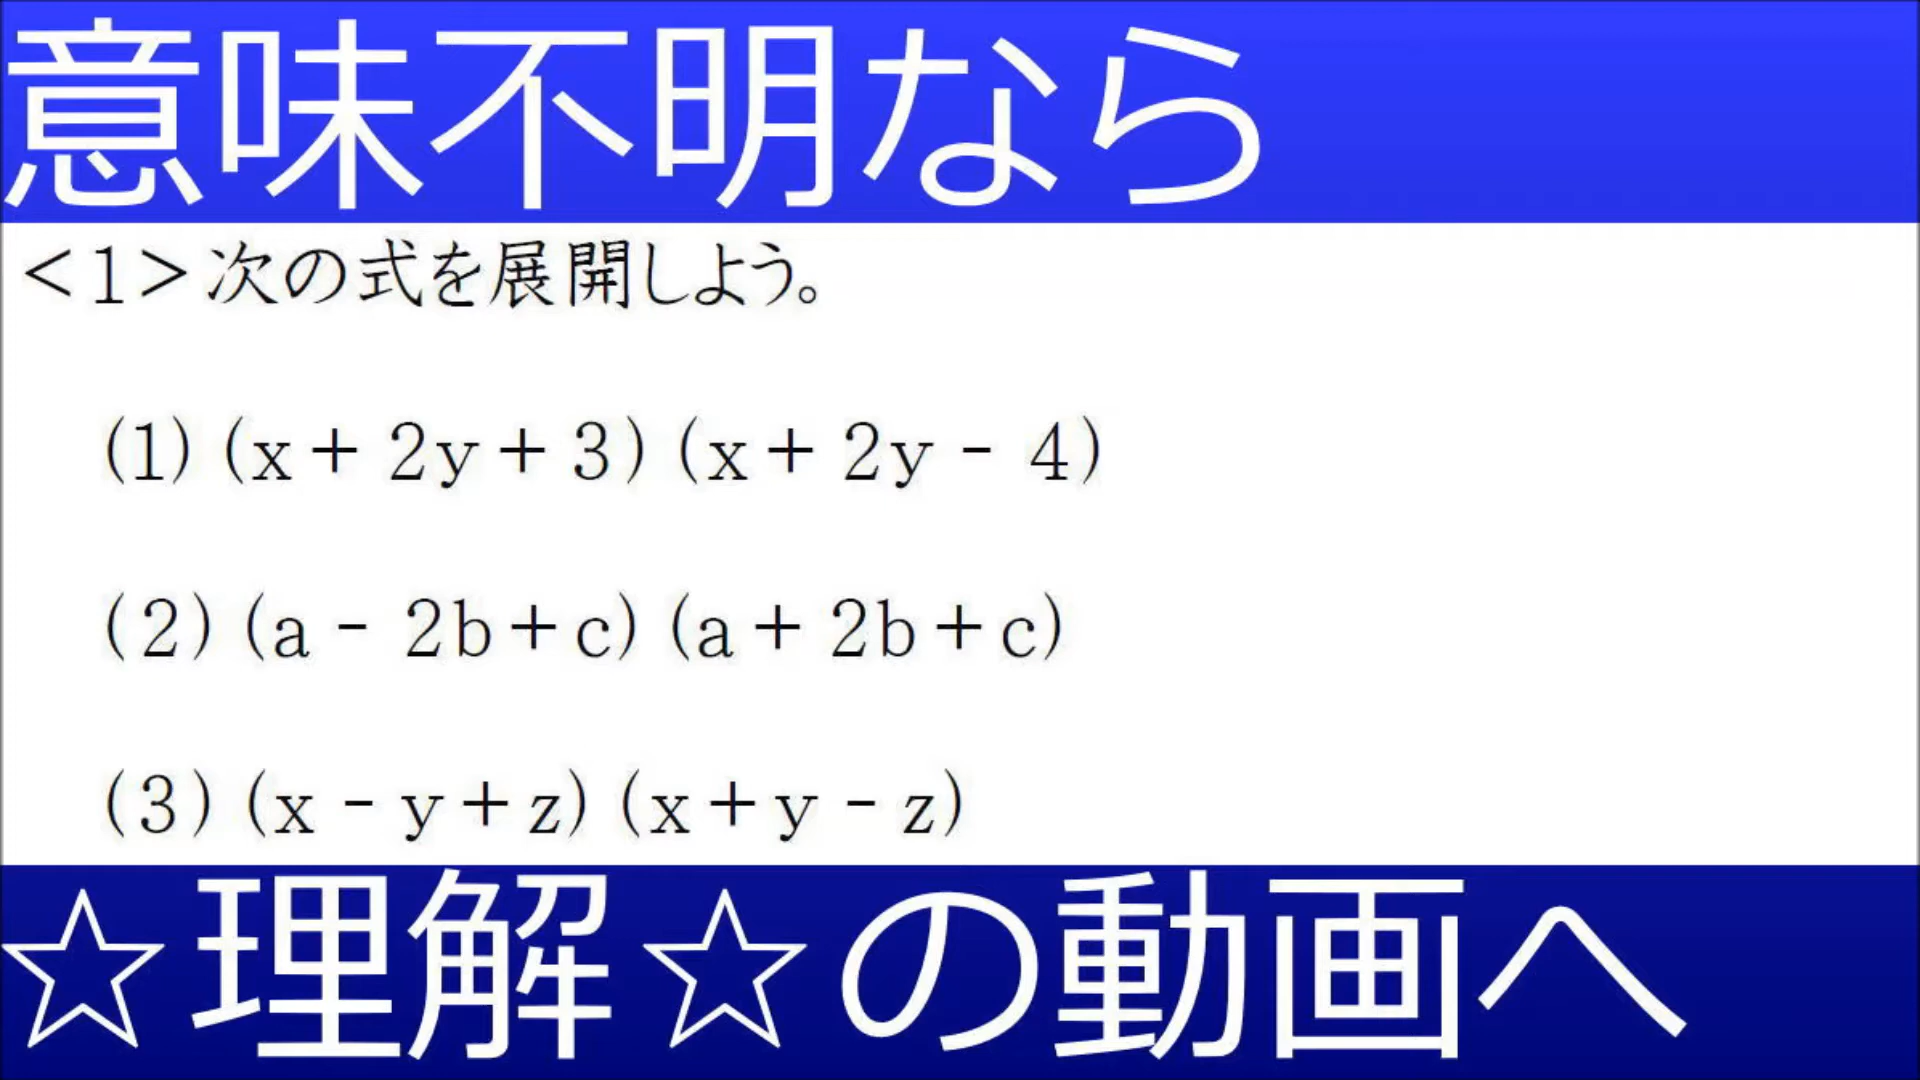 意味不明なら
<1>次の式を展開しよう。
(1)(x+2y+3)(x+2y-4)
(2)(a-2b+c)(a+2b+c)
(3)(x-y+z)(x+y-z)
☆理解☆の動画へ